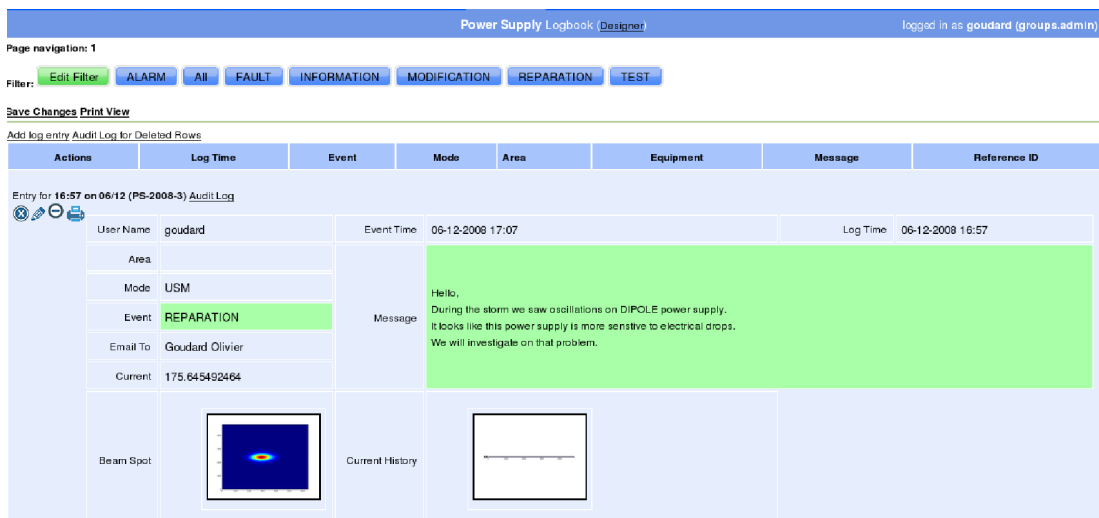 Power Supply Logbook (Designer) logged in as goudard (groups.admin)
Page navigation: 1
Filter: Edit Filter ALARM All FAULT INFORMATION MODIFICATION REPARATION TEST
Save Changes Print View
Add log entry Audit Log for Deleted Rows
Actions Log Time Event Mode Area Equipment Message Reference ID
Entry for 16:57 on 06/12 (PS-2008-3) Audit Log
User Name goudard Event Time 06-12-2008 17:07 Log Time 06-12-2008 16:57
Area
Mode USM
Event REPARATION
Email To Goudard Olivier
Current 175.645492464
Message
Hello,
During the storm we saw oscillations on DIPOLE power supply.
It looks like this power supply is more senstive to electrical drops.
We will investigate on that problem.
Beam Spot Current History